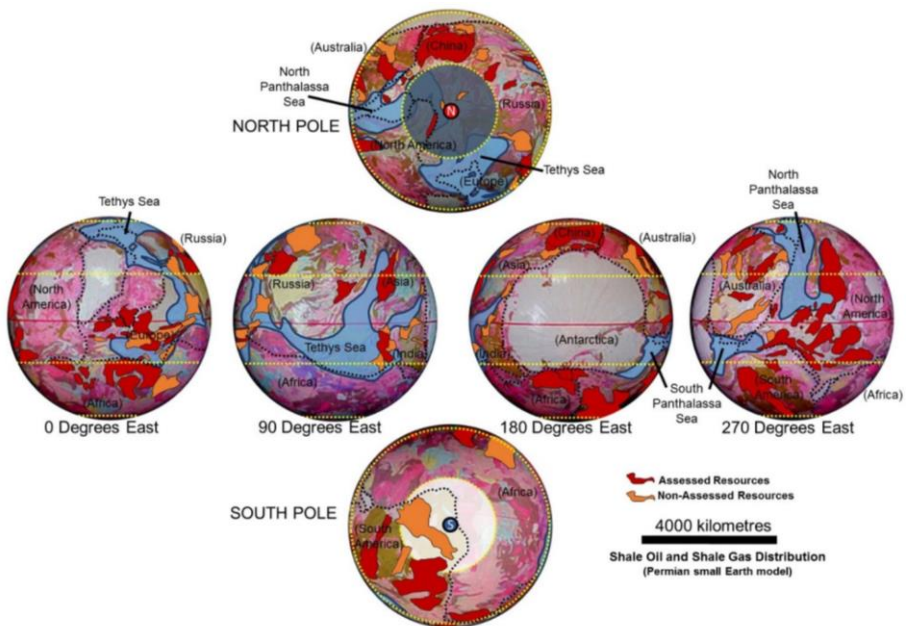 (Australia)
(China)
North
Panthalassa
Sea
N
(Russia)
NORTH POLE
(North America)
Tethys Sea
(Europe)
North
Panthalassa
Sea
Tethys Sea
(Russia)
(North
America)
(Europe)
(Africa)
0 Degrees East
(Russia)
(Asia)
Tethys Sea
(India)
(Africa)
90 Degrees East
(China)
(Australia)
(Asia)
(Antarctica)
(India)
(Africa)
South
Panthalassa
Sea
180 Degrees East
(Australia)
(North
America)
(South
America)
(Africa)
270 Degrees East
SOUTH POLE
(Africa)
S
(South
America)
Assessed Resources
Non-Assessed Resources
4000 kilometres
Shale Oil and Shale Gas Distribution
(Permian small Earth model)